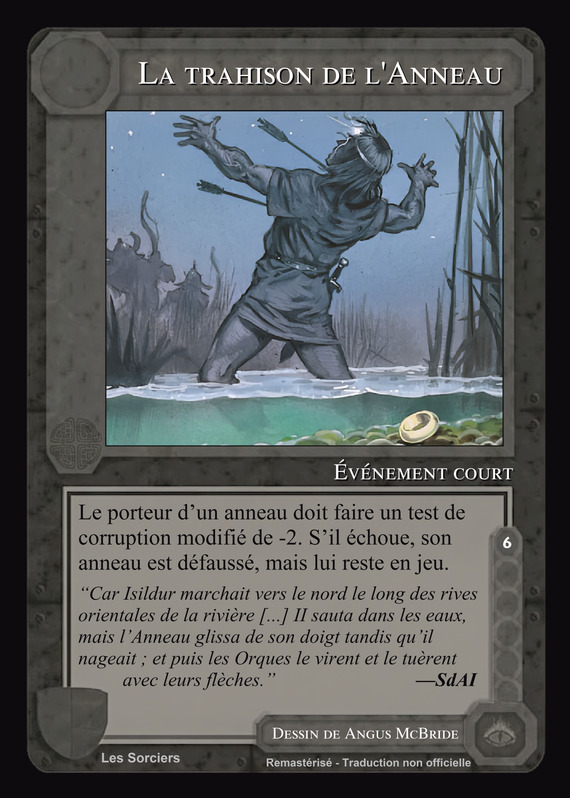 La trahison de l'Anneau
Événement court
Le porteur d’un anneau doit faire un test de
corruption modifié de -2. S’il échoue, son
anneau est défaussé, mais lui reste en jeu.
6
“Car Isildur marchait vers le nord le long des rives
orientales de la rivière [...] II sauta dans les eaux,
mais l’Anneau glissa de son doigt tandis qu’il
nageait ; et puis les Orques le virent et le tuèrent
avec leurs flèches.” —SdAI
Dessin de Angus McBride
Les Sorciers
Remastérisé - Traduction non officielle